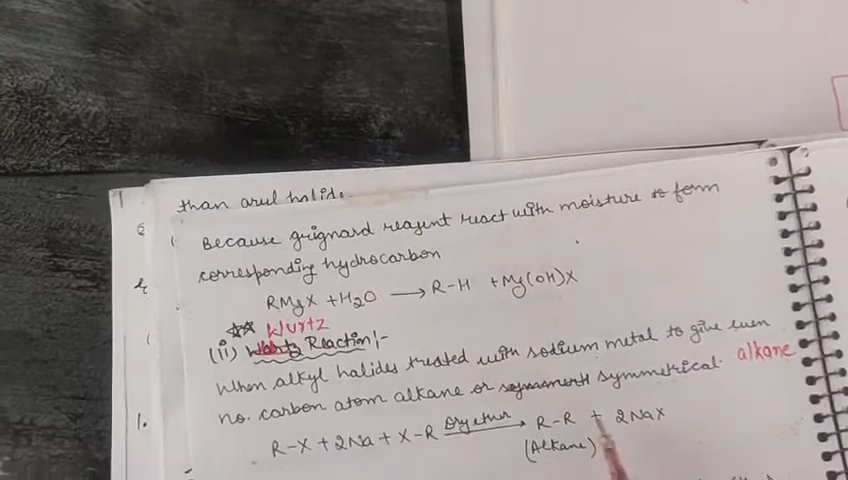 than aryl halide.
Because grignard reagent react with moisture to form
corresponding hydrocarbon
RMgX + H2O ⟶ R-H + Mg(OH)X
Wurtz
(ii) Reaction :-
When alkyl halides treated with sodium metal to give even
no. carbon atom alkane or symmetrical alkane
R-X + 2Na + X-R Dry ether ⟶ R-R + 2NaX
(Alkane)
1.